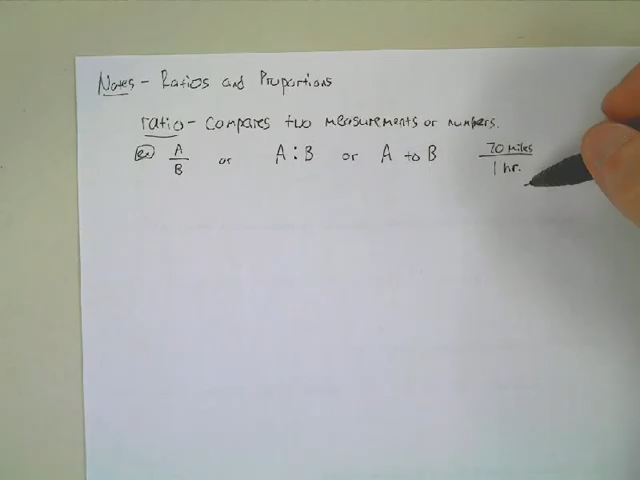 Notes - Ratios and Proportions
ratio - compares two measurements or numbers.
ex A/B or A : B or A to B 70 miles / 1 hr.